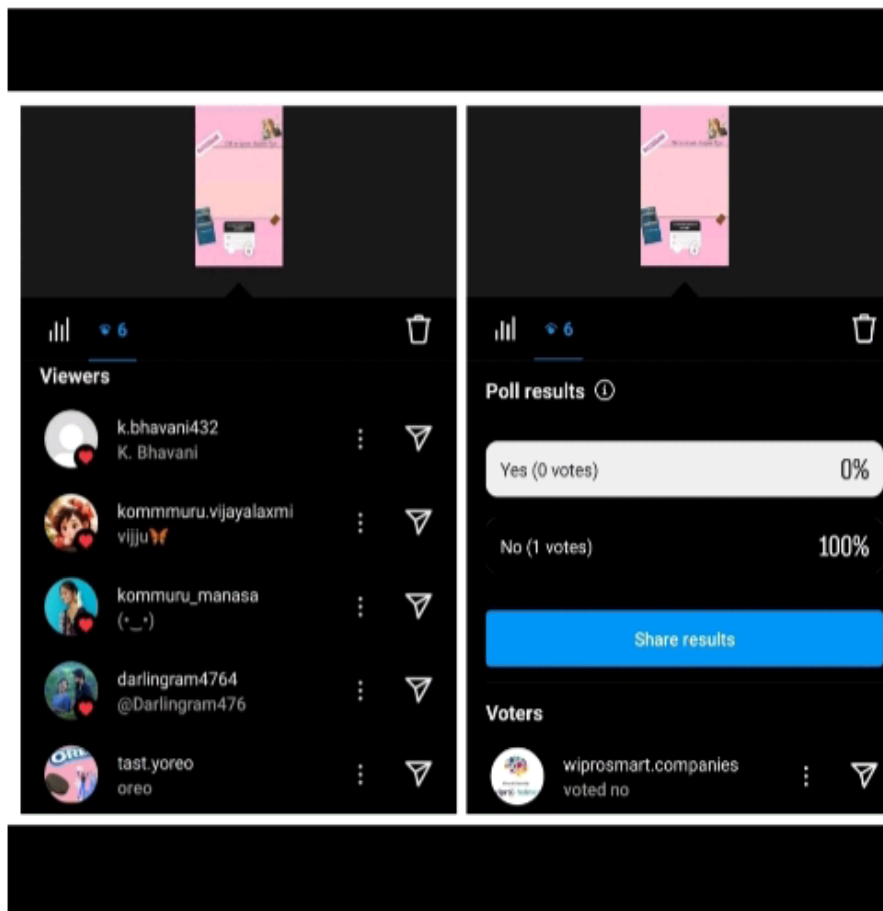 6
Viewers
k.bhavani432
K. Bhavani
kommmuru.vijayalaxmi
vijju🦋
kommuru_manasa
(•‿•)
darlingram4764
@Darlingram476
tast.yoreo
oreo
6
Poll results
Yes (0 votes) 0%
No (1 votes) 100%
Share results
Voters
wiprosmart.companies
voted no